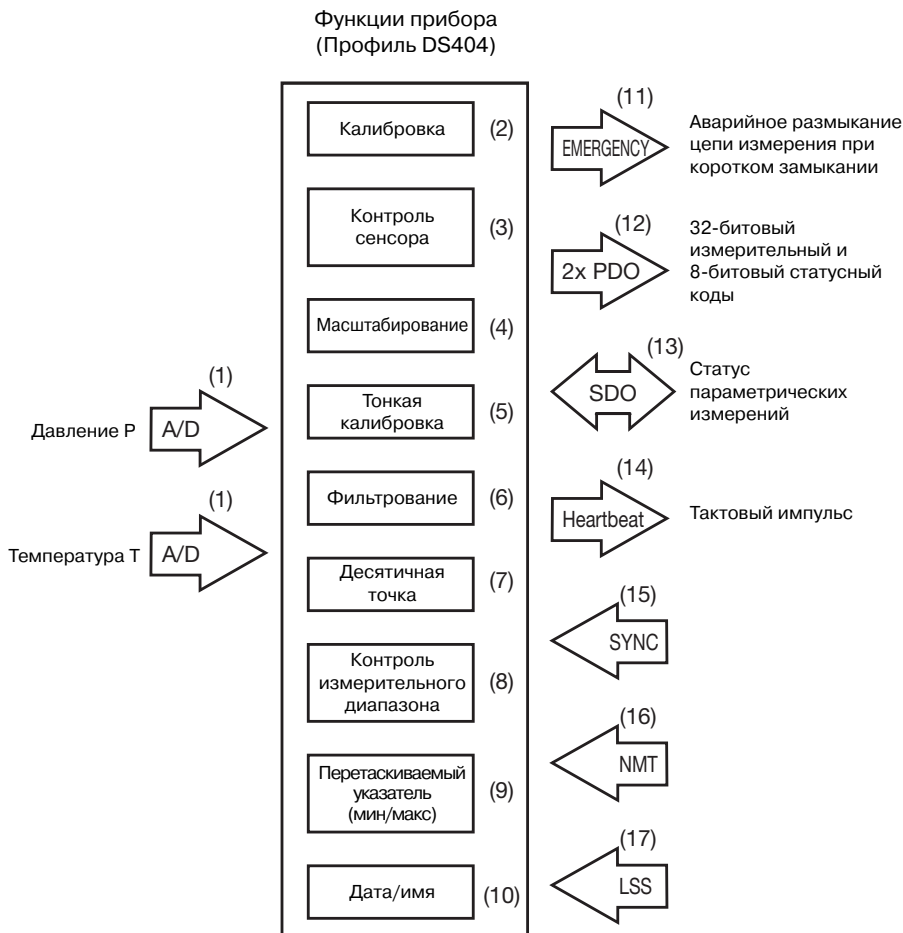 Функции прибора
(Профиль DS404)
Калибровка
(2)
Контроль
сенсора
(3)
Масштабирование
(4)
Тонкая
калибровка
(5)
Фильтрование
(6)
Десятичная
точка
(7)
Контроль
измерительного
диапазона
(8)
Перетаскиваемый
указатель
(мин/макс)
(9)
Дата/имя
(10)
(1)
Давление P
A/D
(1)
Температура T
A/D
(11)
EMERGENCY
Аварийное размыкание
цепи измерения при
коротком замыкании
(12)
2x PDO
32-битовый
измерительный и
8-битовый статусный
коды
(13)
SDO
Статус
параметрических
измерений
(14)
Heartbeat
Тактовый импульс
(15)
SYNC
(16)
NMT
(17)
LSS